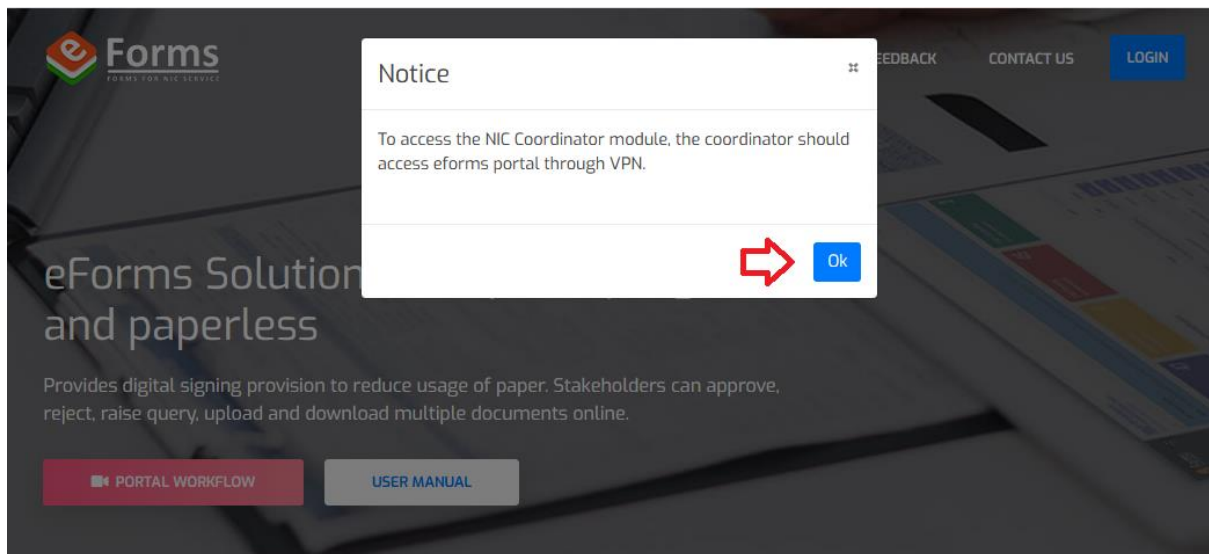 Forms
FORMS FOR NIC SERVICE
FEEDBACK
CONTACT US
LOGIN
Notice
To access the NIC Coordinator module, the coordinator should
access eforms portal through VPN.
Ok
eForms Solution
and paperless
Provides digital signing provision to reduce usage of paper. Stakeholders can approve,
reject, raise query, upload and download multiple documents online.
PORTAL WORKFLOW
USER MANUAL